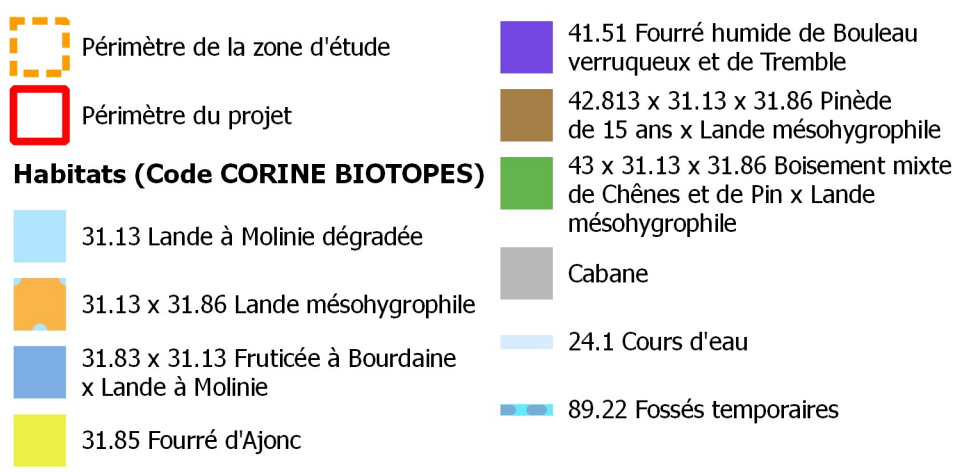 Périmètre de la zone d'étude
Périmètre du projet
Habitats (Code CORINE BIOTOPES)
31.13 Lande à Molinie dégradée
31.13 x 31.86 Lande mésohygrophile
31.83 x 31.13 Fruticée à Bourdaine
x Lande à Molinie
31.85 Fourré d'Ajonc
41.51 Fourré humide de Bouleau
verruqueux et de Tremble
42.813 x 31.13 x 31.86 Pinède
de 15 ans x Lande mésohygrophile
43 x 31.13 x 31.86 Boisement mixte
de Chênes et de Pin x Lande
mésohygrophile
Cabane
24.1 Cours d'eau
89.22 Fossés temporaires